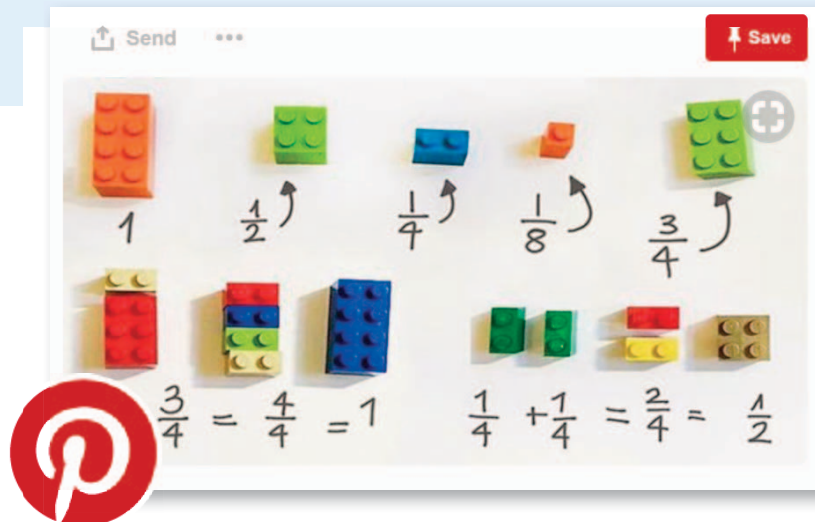 Send •••
Save
1 1/2 1/4 1/8 3/4
3/4 = 4/4 = 1 1/4 + 1/4 = 2/4 = 1/2